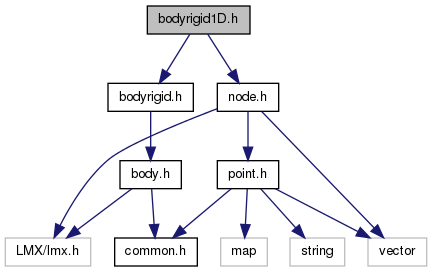 bodyrigid1D.h
bodyrigid.h
node.h
body.h
point.h
LMX/lmx.h
common.h
map
string
vector